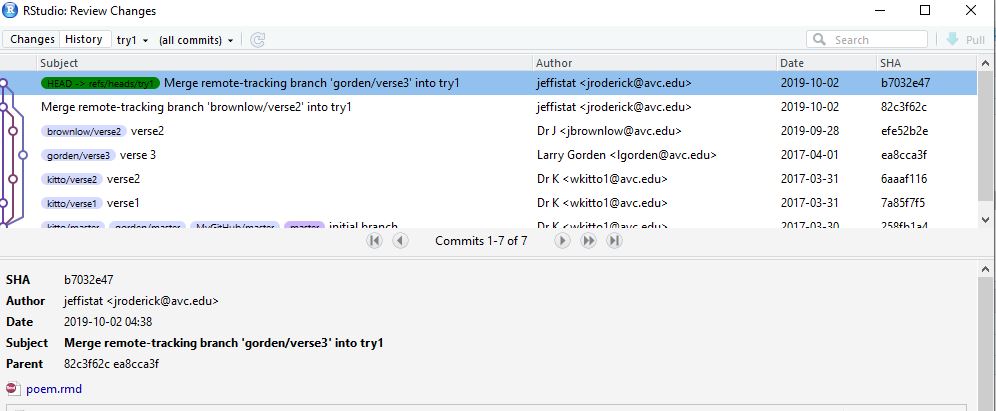 RStudio: Review Changes
Changes History try1 (all commits) Search Pull
Subject Author Date SHA
HEAD -> refs/heads/try1 Merge remote-tracking branch 'gorden/verse3' into try1 jeffistat <jroderick@avc.edu> 2019-10-02 b7032e47
Merge remote-tracking branch 'brownlow/verse2' into try1 jeffistat <jroderick@avc.edu> 2019-10-02 82c3f62c
brownlow/verse2 verse2 Dr J <jbrownlow@avc.edu> 2019-09-28 efe52b2e
gorden/verse3 verse 3 Larry Gorden <lgorden@avc.edu> 2017-04-01 ea8cca3f
kitto/verse2 verse2 Dr K <wkitto1@avc.edu> 2017-03-31 6aaaf116
kitto/verse1 verse1 Dr K <wkitto1@avc.edu> 2017-03-31 7a85f7f5
kitto/master gorden/master MyGitHub/master master initial branch Dr K <wkitto1@avc.edu> 2017-03-30 258fb1a4
Commits 1-7 of 7
SHA b7032e47
Author jeffistat <jroderick@avc.edu>
Date 2019-10-02 04:38
Subject Merge remote-tracking branch 'gorden/verse3' into try1
Parent 82c3f62c ea8cca3f
poem.rmd